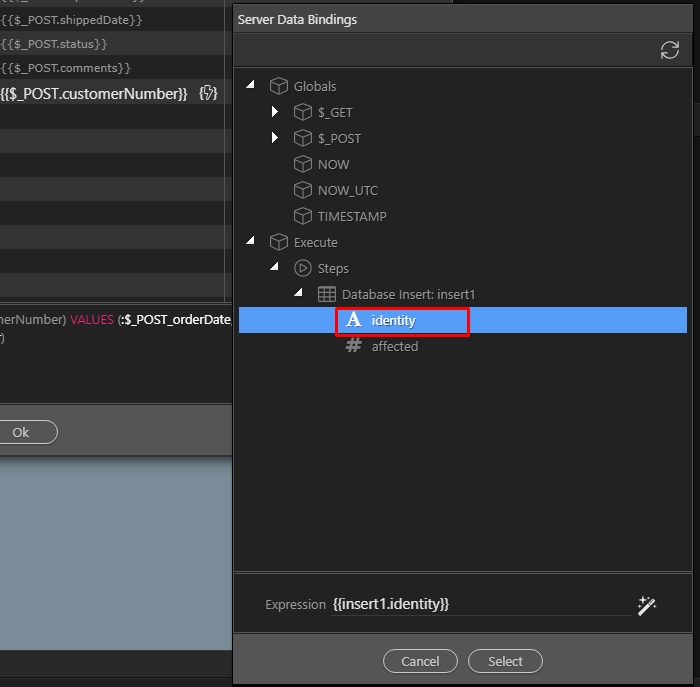 {{$_POST.shippedDate}}
{{$_POST.status}}
{{$_POST.comments}}
{{$_POST.customerNumber}}
VALUES (:$_POST_orderDate,
)
Ok
Server Data Bindings
Globals
$_GET
$_POST
NOW
NOW_UTC
TIMESTAMP
Execute
Steps
Database Insert: insert1
A identity
# affected
Expression {{insert1.identity}}
Cancel Select